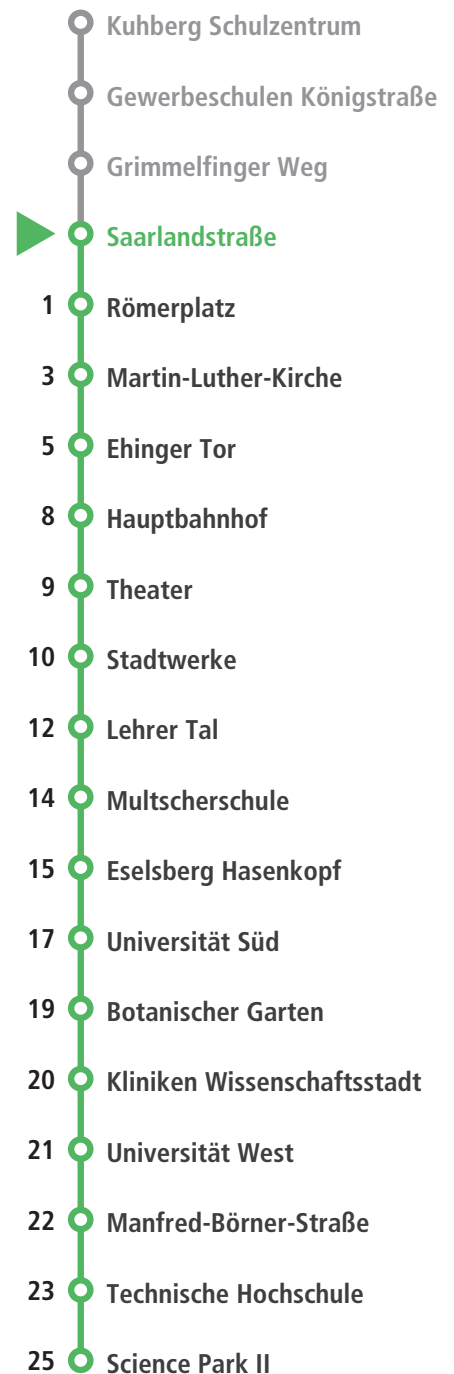 Kuhberg Schulzentrum
Gewerbeschulen Königstraße
Grimmelfinger Weg
Saarlandstraße
1 Römerplatz
3 Martin-Luther-Kirche
5 Ehinger Tor
8 Hauptbahnhof
9 Theater
10 Stadtwerke
12 Lehrer Tal
14 Multscherschule
15 Eselsberg Hasenkopf
17 Universität Süd
19 Botanischer Garten
20 Kliniken Wissenschaftsstadt
21 Universität West
22 Manfred-Börner-Straße
23 Technische Hochschule
25 Science Park II